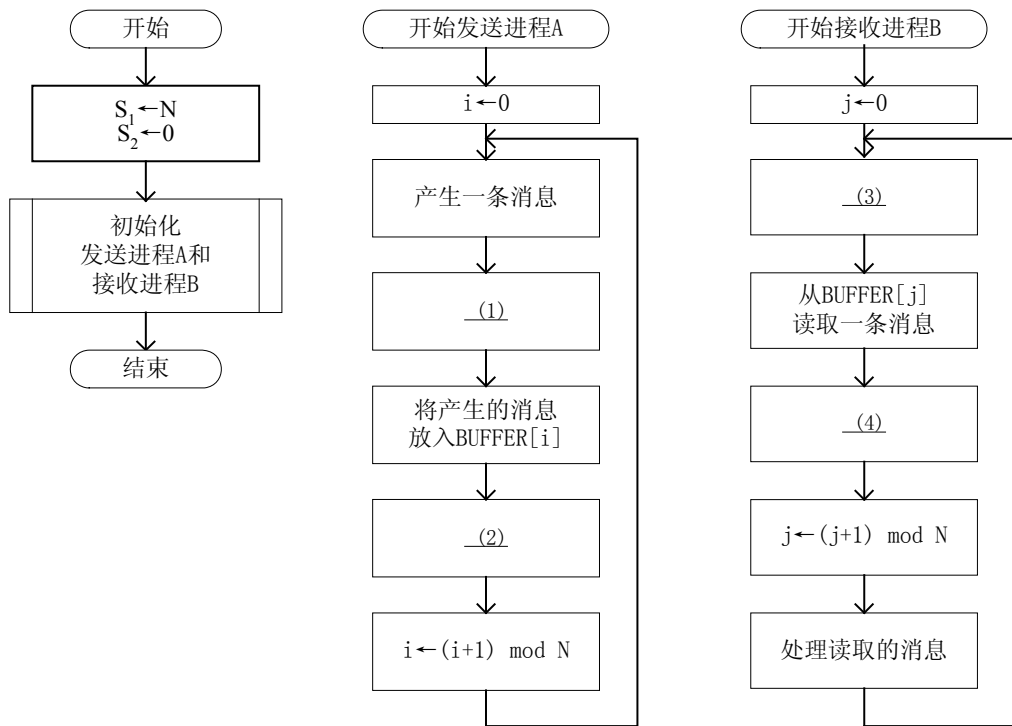 开始
S₁←N
S₂←0
初始化
发送进程A和
接收进程B
结束
开始发送进程A
i←0
产生一条消息
(1)
将产生的消息
放入BUFFER[i]
(2)
i←(i+1) mod N
开始接收进程B
j←0
(3)
从BUFFER[j]
读取一条消息
(4)
j←(j+1) mod N
处理读取的消息